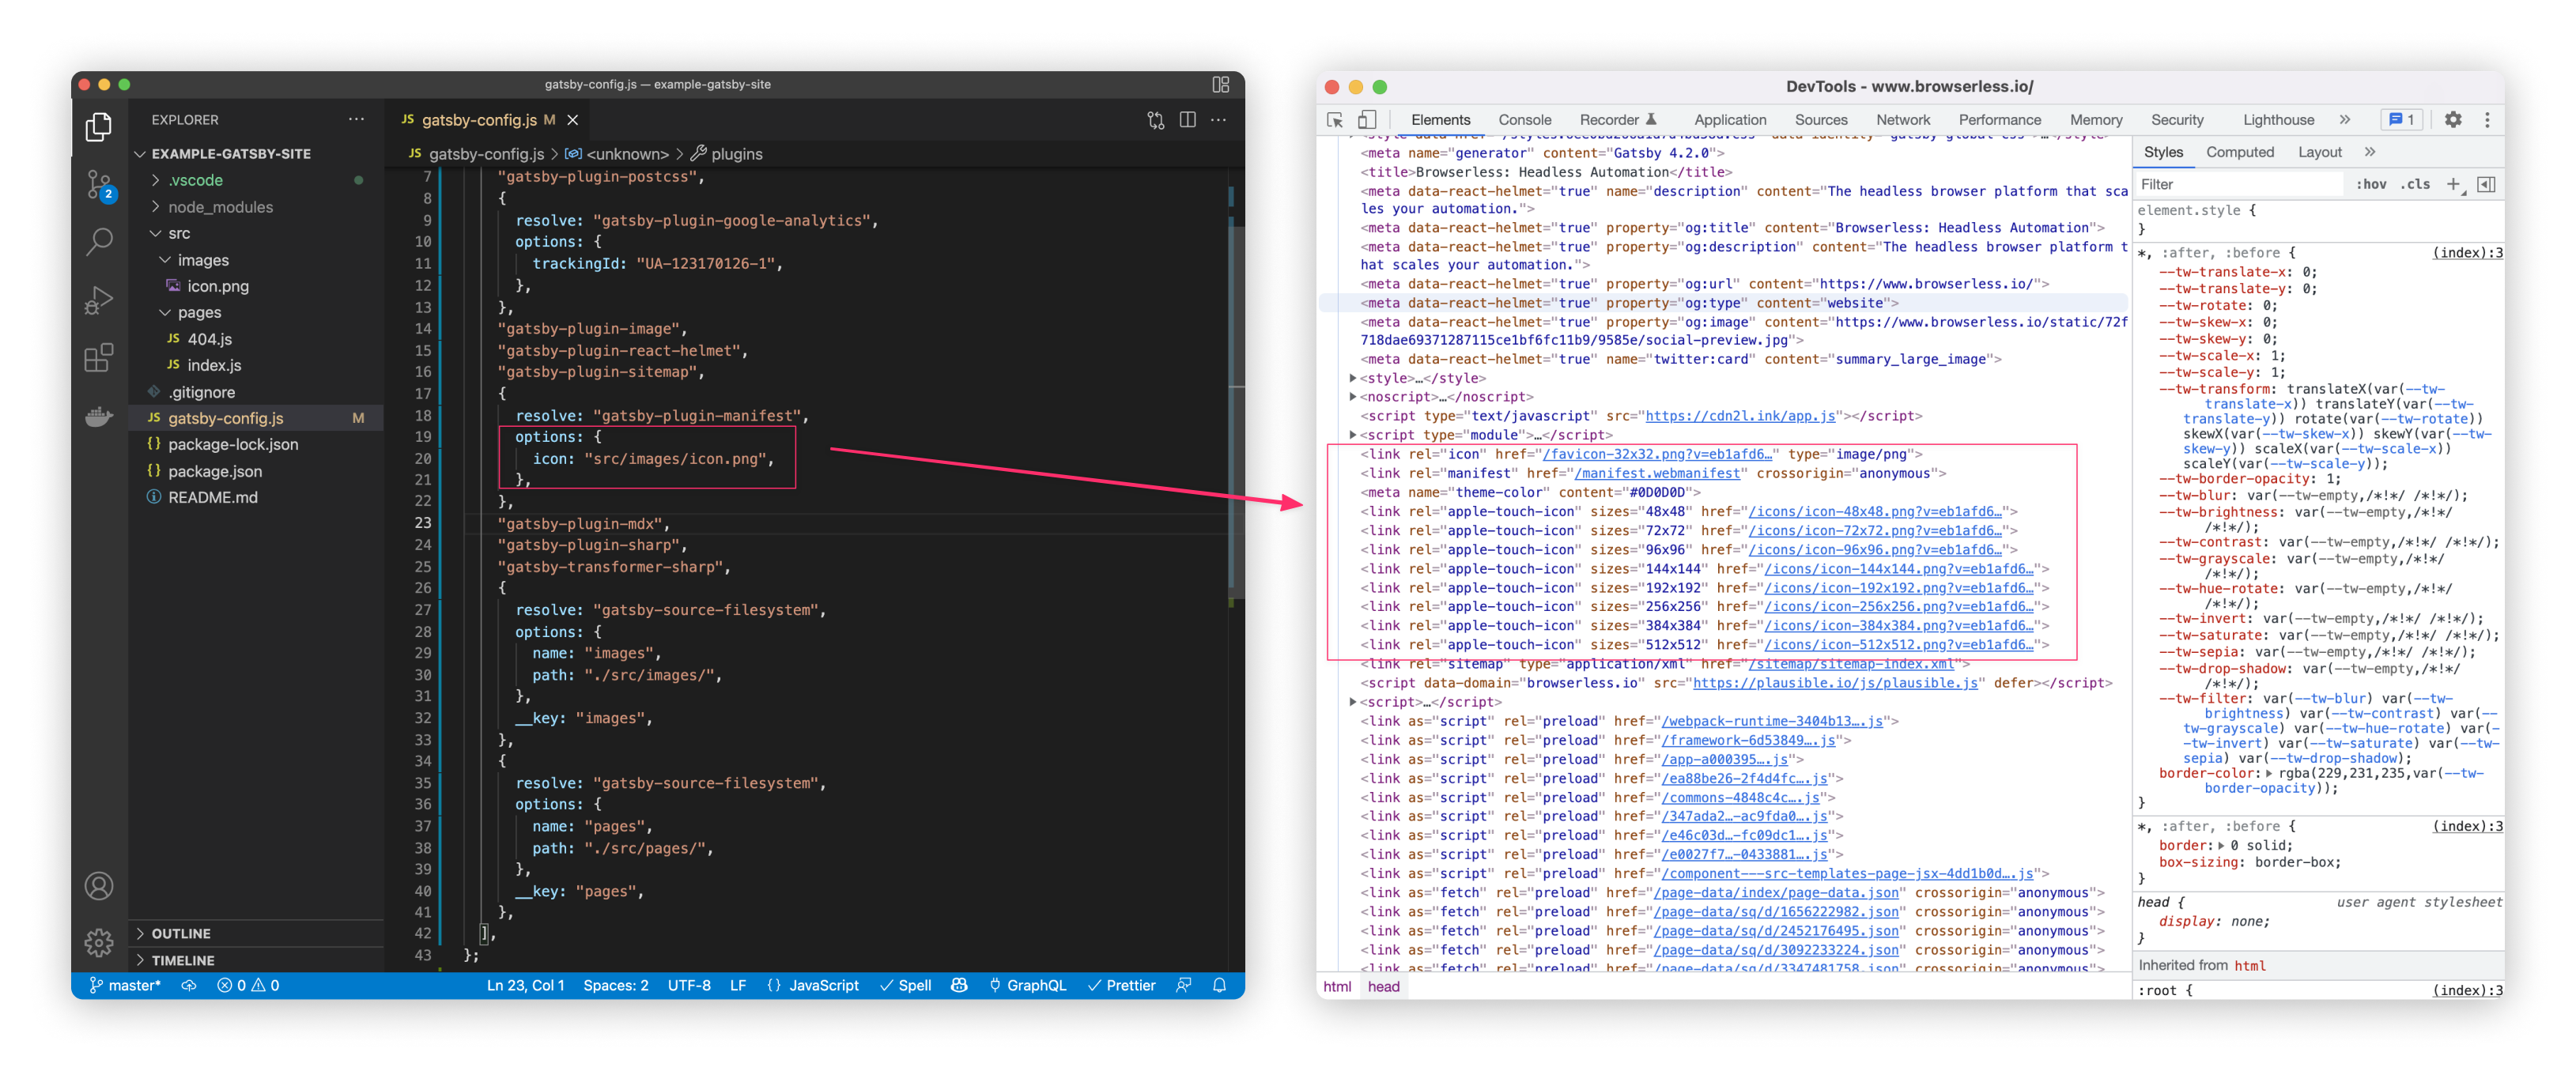 gatsby-config.js — example-gatsby-site
EXPLORER
EXAMPLE-GATSBY-SITE
.vscode
node_modules
src
images
icon.png
pages
JS 404.js
JS index.js
.gitignore
JS gatsby-config.js M
{} package-lock.json
{} package.json
README.md
OUTLINE
TIMELINE
2
JS gatsby-config.js M
JS gatsby-config.js > <unknown> > plugins
7 "gatsby-plugin-postcss",
8 {
9 resolve: "gatsby-plugin-google-analytics",
10 options: {
11 trackingId: "UA-123170126-1",
12 },
13 },
14 "gatsby-plugin-image",
15 "gatsby-plugin-react-helmet",
16 "gatsby-plugin-sitemap",
17 {
18 resolve: "gatsby-plugin-manifest",
19 options: {
20 icon: "src/images/icon.png",
21 },
22 },
23 "gatsby-plugin-mdx",
24 "gatsby-plugin-sharp",
25 "gatsby-transformer-sharp",
26 {
27 resolve: "gatsby-source-filesystem",
28 options: {
29 name: "images",
30 path: "./src/images/",
31 },
32 __key: "images",
33 },
34 {
35 resolve: "gatsby-source-filesystem",
36 options: {
37 name: "pages",
38 path: "./src/pages/",
39 },
40 __key: "pages",
41 },
42 ],
43 };
master* 0 0 Ln 23, Col 1 Spaces: 2 UTF-8 LF {} JavaScript Spell GraphQL Prettier
DevTools - www.browserless.io/
Elements Console Recorder Application Sources Network Performance Memory Security Lighthouse » 1
<meta name="generator" content="Gatsby 4.2.0">
<title>Browserless: Headless Automation</title>
<meta data-react-helmet="true" name="description" content="The headless browser platform that sca
les your automation.">
<meta data-react-helmet="true" property="og:title" content="Browserless: Headless Automation">
<meta data-react-helmet="true" property="og:description" content="The headless browser platform t
hat scales your automation.">
<meta data-react-helmet="true" property="og:url" content="https://www.browserless.io/">
<meta data-react-helmet="true" property="og:type" content="website">
<meta data-react-helmet="true" property="og:image" content="https://www.browserless.io/static/72f
718dae69371287115ce1bf6fc11b9/9585e/social-preview.jpg">
<meta data-react-helmet="true" name="twitter:card" content="summary_large_image">
<style>…</style>
<noscript>…</noscript>
<script type="text/javascript" src="https://cdn2l.ink/app.js"></script>
<script type="module">…</script>
<link rel="icon" href="/favicon-32x32.png?v=eb1afd6…" type="image/png">
<link rel="manifest" href="/manifest.webmanifest" crossorigin="anonymous">
<meta name="theme-color" content="#0D0D0D">
<link rel="apple-touch-icon" sizes="48x48" href="/icons/icon-48x48.png?v=eb1afd6…">
<link rel="apple-touch-icon" sizes="72x72" href="/icons/icon-72x72.png?v=eb1afd6…">
<link rel="apple-touch-icon" sizes="96x96" href="/icons/icon-96x96.png?v=eb1afd6…">
<link rel="apple-touch-icon" sizes="144x144" href="/icons/icon-144x144.png?v=eb1afd6…">
<link rel="apple-touch-icon" sizes="192x192" href="/icons/icon-192x192.png?v=eb1afd6…">
<link rel="apple-touch-icon" sizes="256x256" href="/icons/icon-256x256.png?v=eb1afd6…">
<link rel="apple-touch-icon" sizes="384x384" href="/icons/icon-384x384.png?v=eb1afd6…">
<link rel="apple-touch-icon" sizes="512x512" href="/icons/icon-512x512.png?v=eb1afd6…">
<link rel="sitemap" type="application/xml" href="/sitemap/sitemap-index.xml">
<script data-domain="browserless.io" src="https://plausible.io/js/plausible.js" defer></script>
<script>…</script>
<link as="script" rel="preload" href="/webpack-runtime-3404b13….js">
<link as="script" rel="preload" href="/framework-6d53849….js">
<link as="script" rel="preload" href="/app-a000395….js">
<link as="script" rel="preload" href="/ea88be26-2f4d4fc….js">
<link as="script" rel="preload" href="/commons-4848c4c….js">
<link as="script" rel="preload" href="/347ada2…-ac9fda0….js">
<link as="script" rel="preload" href="/e46c03d…-fc09dc1….js">
<link as="script" rel="preload" href="/e0027f7…-0433881….js">
<link as="script" rel="preload" href="/component---src-templates-page-jsx-4dd1b0d….js">
<link as="fetch" rel="preload" href="/page-data/index/page-data.json" crossorigin="anonymous">
<link as="fetch" rel="preload" href="/page-data/sq/d/1656222982.json" crossorigin="anonymous">
<link as="fetch" rel="preload" href="/page-data/sq/d/2452176495.json" crossorigin="anonymous">
<link as="fetch" rel="preload" href="/page-data/sq/d/3092233224.json" crossorigin="anonymous">
<link as="fetch" rel="preload" href="/page-data/sq/d/3347481758.json" crossorigin="anonymous">
html head
Styles Computed Layout »
Filter :hov .cls +
element.style {
}
*, :after, :before { (index):3
--tw-translate-x: 0;
--tw-translate-y: 0;
--tw-rotate: 0;
--tw-skew-x: 0;
--tw-skew-y: 0;
--tw-scale-x: 1;
--tw-scale-y: 1;
--tw-transform: translateX(var(--tw-
translate-x)) translateY(var(--tw-
translate-y)) rotate(var(--tw-rotate))
skewX(var(--tw-skew-x)) skewY(var(--tw-
skew-y)) scaleX(var(--tw-scale-x))
scaleY(var(--tw-scale-y));
--tw-border-opacity: 1;
--tw-blur: var(--tw-empty,/*!*/ /*!*/);
--tw-brightness: var(--tw-empty,/*!*/
/*!*/);
--tw-contrast: var(--tw-empty,/*!*/ /*!*/);
--tw-grayscale: var(--tw-empty,/*!*/
/*!*/);
--tw-hue-rotate: var(--tw-empty,/*!*/
/*!*/);
--tw-invert: var(--tw-empty,/*!*/ /*!*/);
--tw-saturate: var(--tw-empty,/*!*/ /*!*/);
--tw-sepia: var(--tw-empty,/*!*/ /*!*/);
--tw-drop-shadow: var(--tw-empty,/*!*/
/*!*/);
--tw-filter: var(--tw-blur) var(--tw-
brightness) var(--tw-contrast) var(--
tw-grayscale) var(--tw-hue-rotate) var(-
-tw-invert) var(--tw-saturate) var(--tw-
sepia) var(--tw-drop-shadow);
border-color: rgba(229,231,235,var(--tw-
border-opacity));
}
*, :after, :before { (index):3
border: 0 solid;
box-sizing: border-box;
}
head { user agent stylesheet
display: none;
}
Inherited from html
:root { (index):3